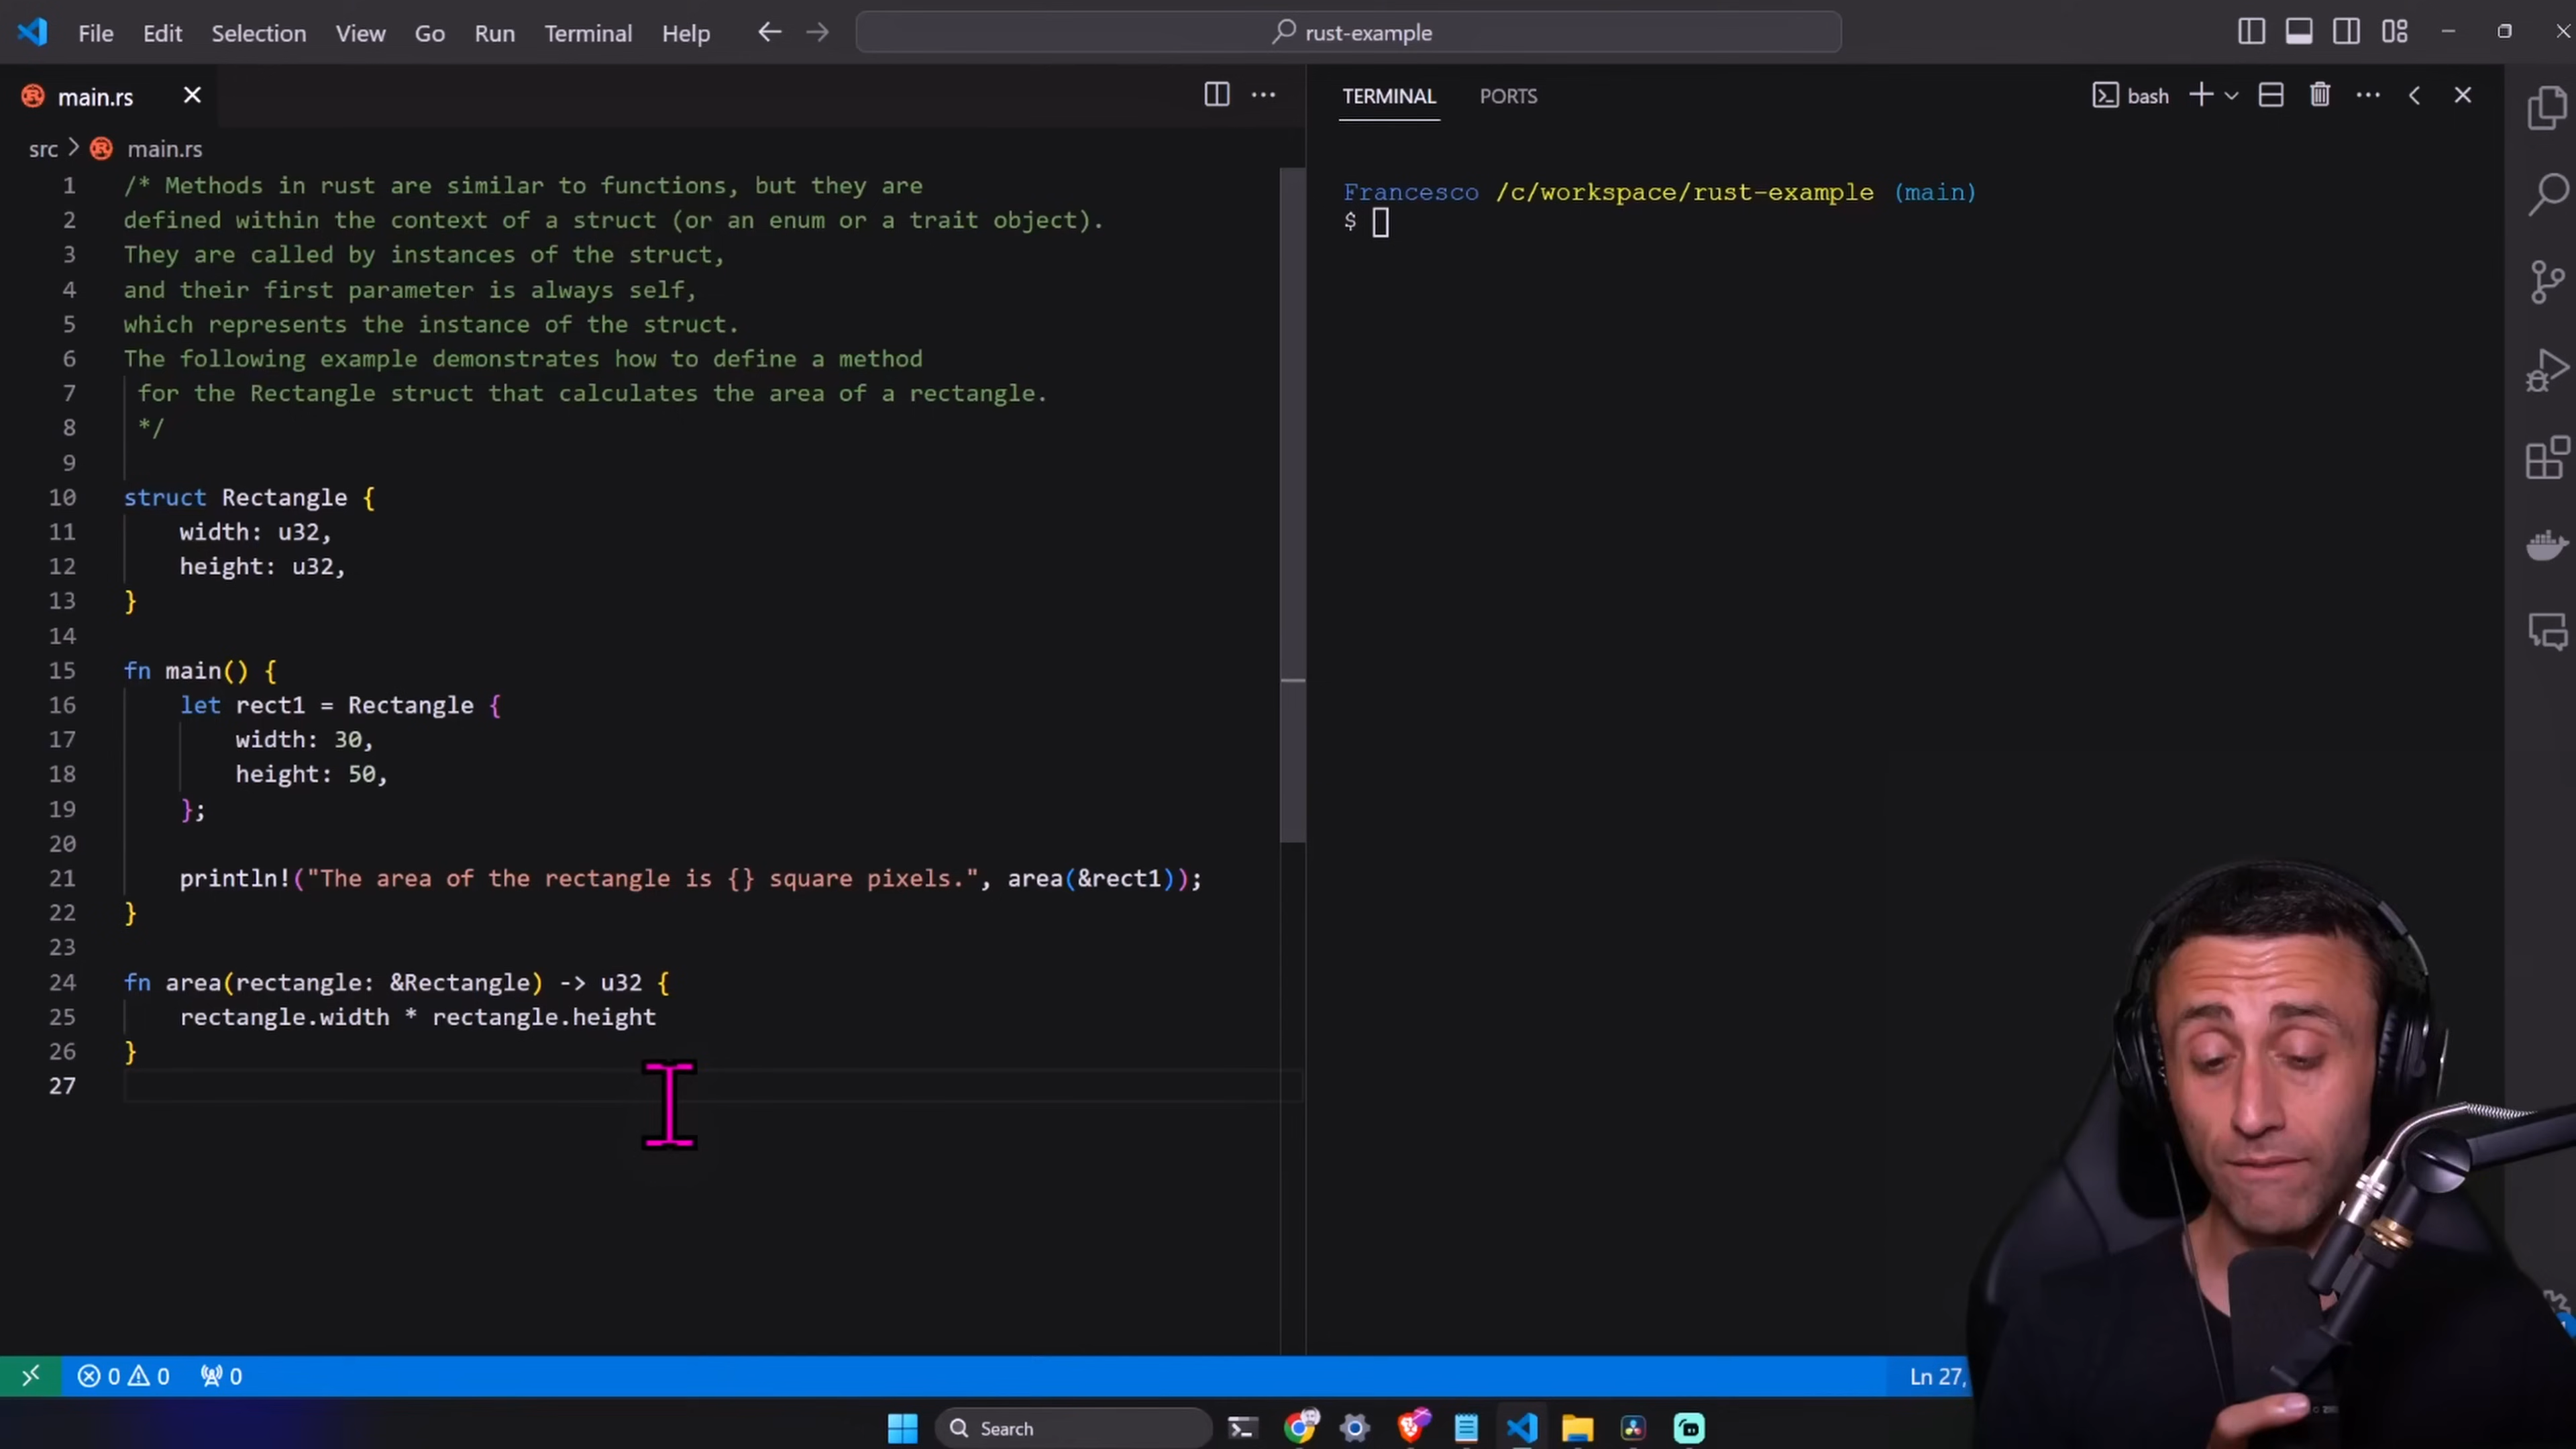 File Edit Selection View Go Run Terminal Help
rust-example
main.rs
TERMINAL PORTS
bash
src > main.rs
1 /* Methods in rust are similar to functions, but they are
2 defined within the context of a struct (or an enum or a trait object).
3 They are called by instances of the struct,
4 and their first parameter is always self,
5 which represents the instance of the struct.
6 The following example demonstrates how to define a method
7 for the Rectangle struct that calculates the area of a rectangle.
8 */
9
10 struct Rectangle {
11 width: u32,
12 height: u32,
13 }
14
15 fn main() {
16 let rect1 = Rectangle {
17 width: 30,
18 height: 50,
19 };
20
21 println!("The area of the rectangle is {} square pixels.", area(&rect1));
22 }
23
24 fn area(rectangle: &Rectangle) -> u32 {
25 rectangle.width * rectangle.height
26 }
27
Francesco /c/workspace/rust-example (main)
$
0 0 0
Ln 27,
Search